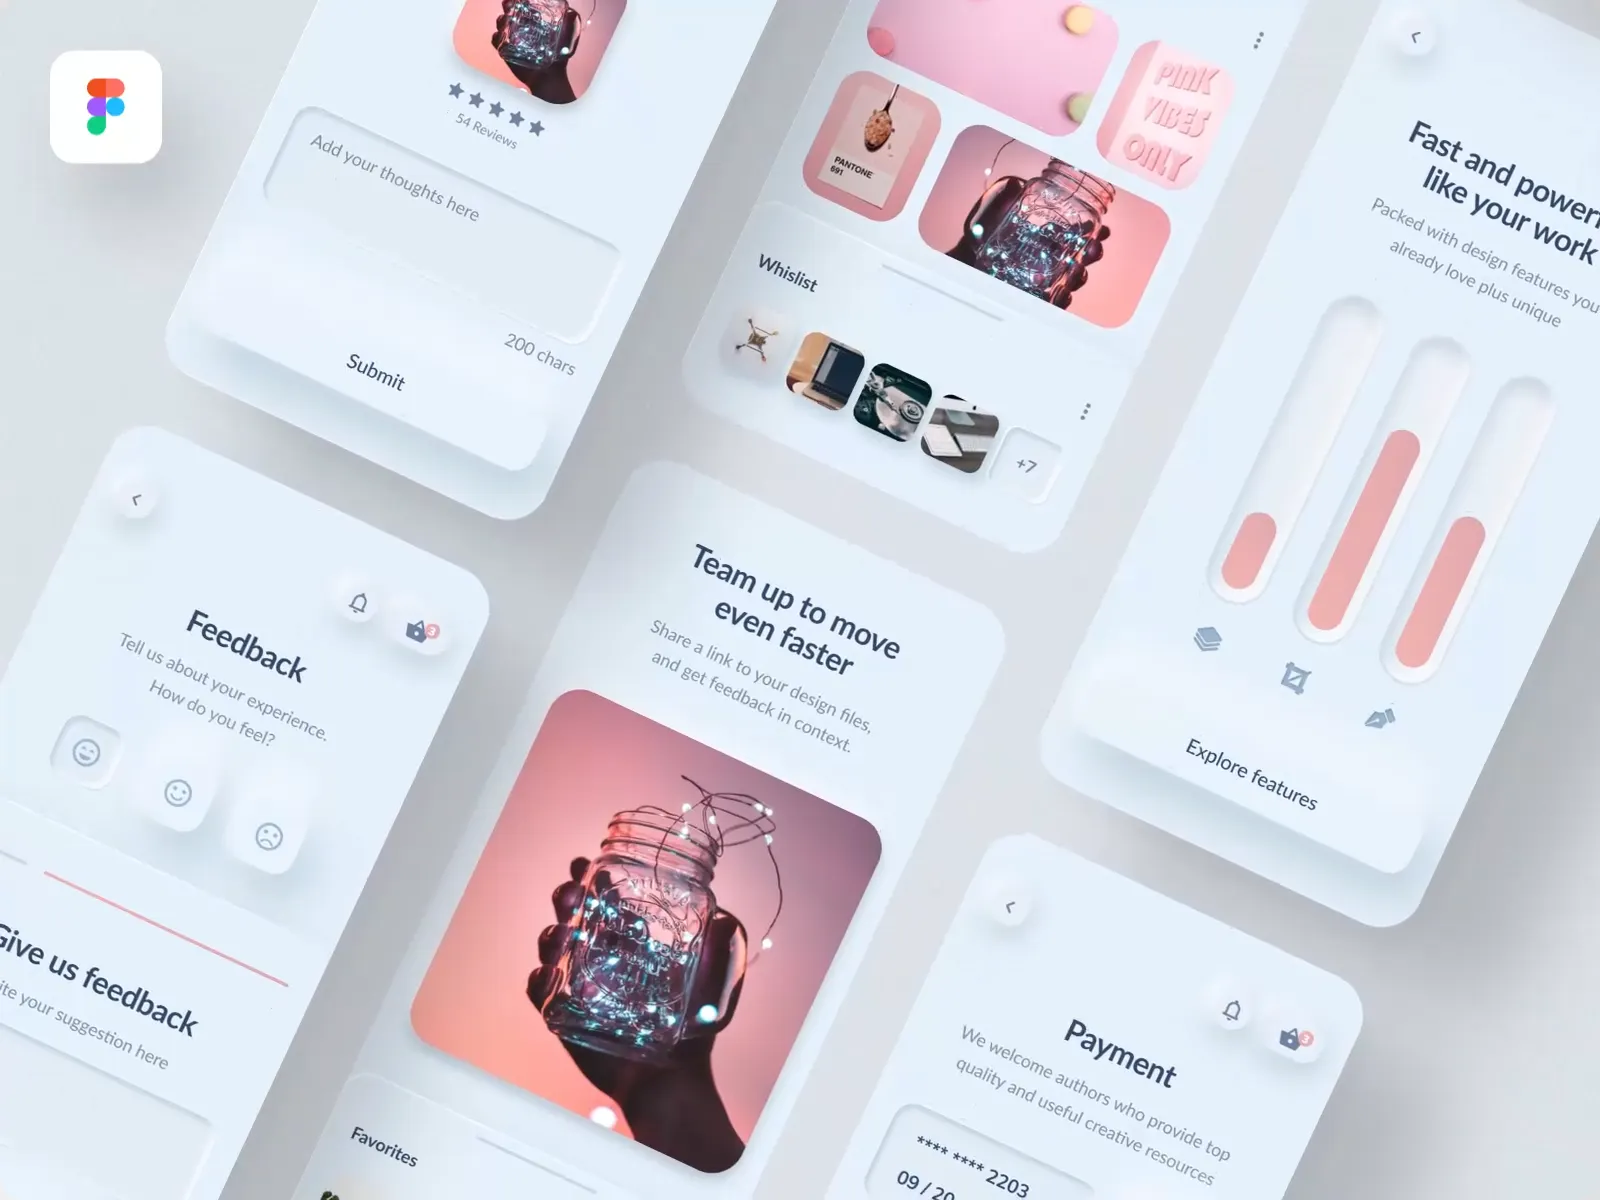 54 Reviews
Add your thoughts here
200 chars
Submit
PANTONE
691
PINK
VIBES
ONLY
Whislist
+7
Fast and powerf
like your work
Packed with design features you
already love plus unique
Explore features
Feedback
3
Tell us about your experience.
How do you feel?
Give us feedback
ite your suggestion here
Team up to move
even faster
Share a link to your design files,
and get feedback in context.
Favorites
3
Payment
We welcome authors who provide top
quality and useful creative resources
**** **** 2203
09 / 20